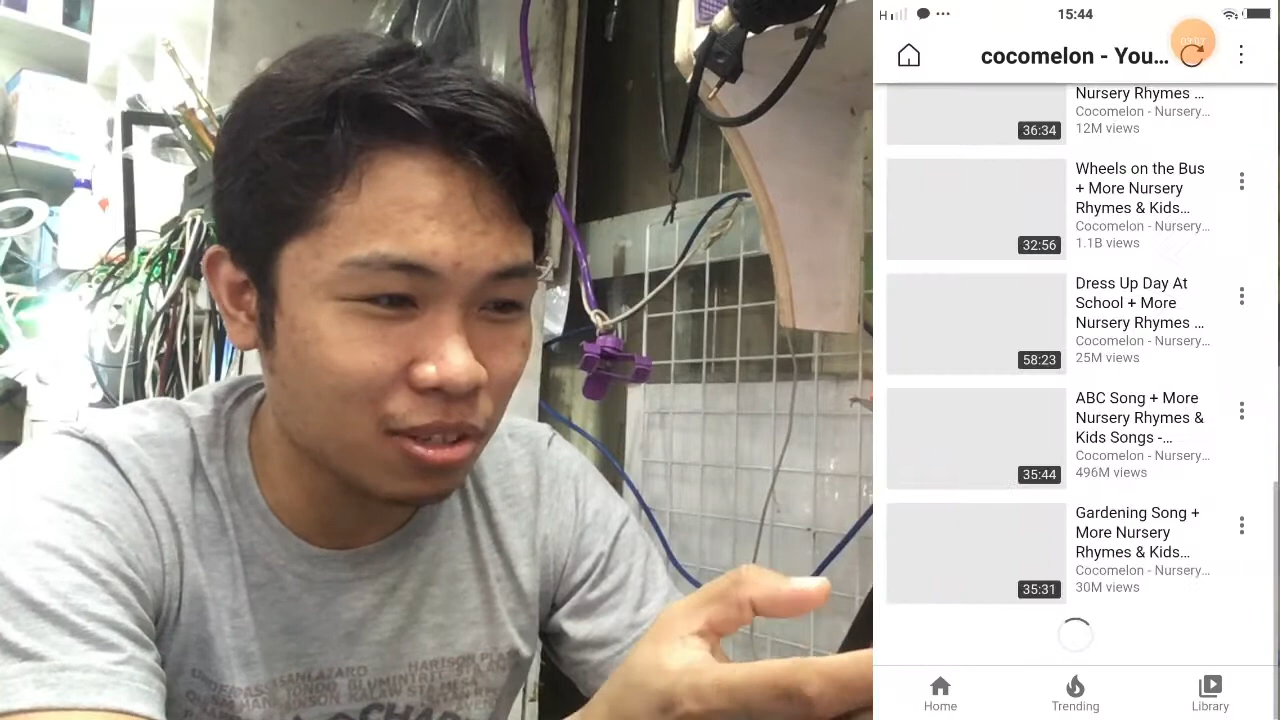 H
15:44
cocomelon - You...
Nursery Rhymes ...
Cocomelon - Nursery...
12M views
36:34
Wheels on the Bus
+ More Nursery
Rhymes & Kids...
Cocomelon - Nursery...
1.1B views
32:56
Dress Up Day At
School + More
Nursery Rhymes ...
Cocomelon - Nursery...
25M views
58:23
ABC Song + More
Nursery Rhymes &
Kids Songs -...
Cocomelon - Nursery...
496M views
35:44
Gardening Song +
More Nursery
Rhymes & Kids...
Cocomelon - Nursery...
30M views
35:31
Home
Trending
Library
HARISON
TONDO BLUMINTRIT